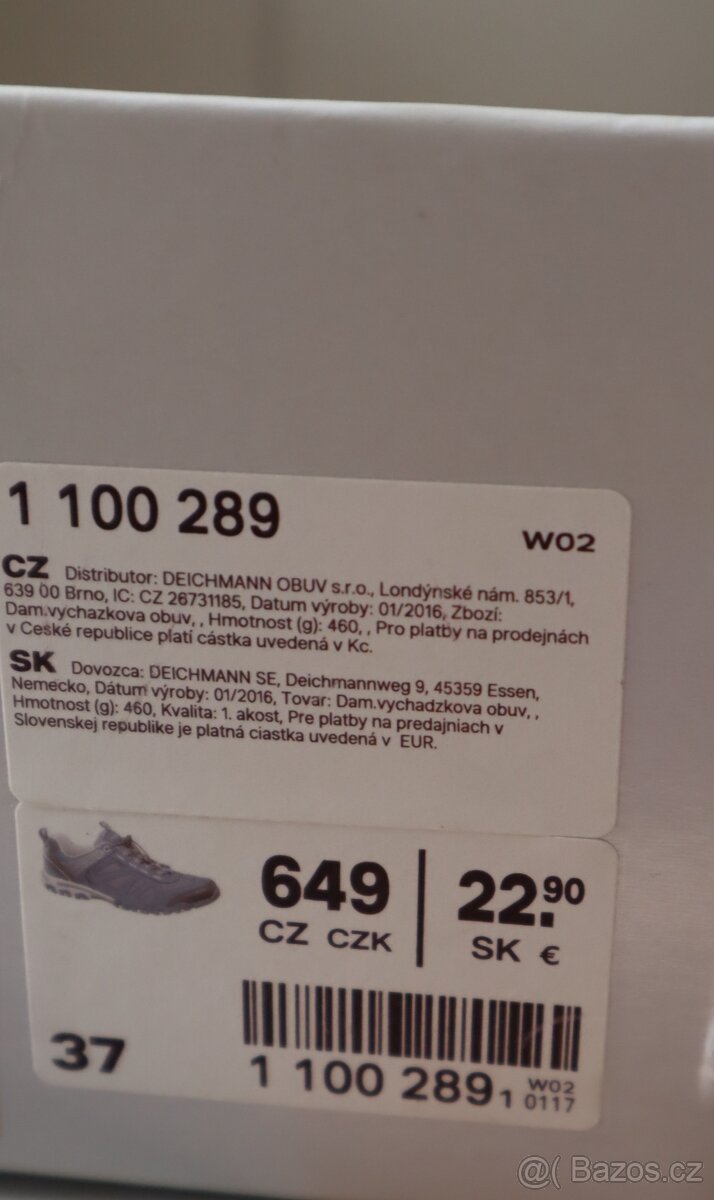 1 100 289
W02
CZ Distributor: DEICHMANN OBUV s.r.o., Londýnské nám. 853/1,
639 00 Brno, IC: CZ 26731185, Datum výroby: 01/2016, Zbozí:
Dam.vychazkova obuv, , Hmotnost (g): 460, , Pro platby na prodejnách
v Ceské republice platí cástka uvedená v Kc.
SK Dovozca: DEICHMANN SE, Deichmannweg 9, 45359 Essen,
Nemecko, Dátum výroby: 01/2016, Tovar: Dam.vychadzkova obuv, ,
Hmotnost (g): 460, Kvalita: 1. akost, Pre platby na predajniach v
Slovenskej republike je platná ciastka uvedená v EUR.
649
CZ CZK
22.90
SK €
37
1 100 289 1
W02
0117
@( Bazos.cz